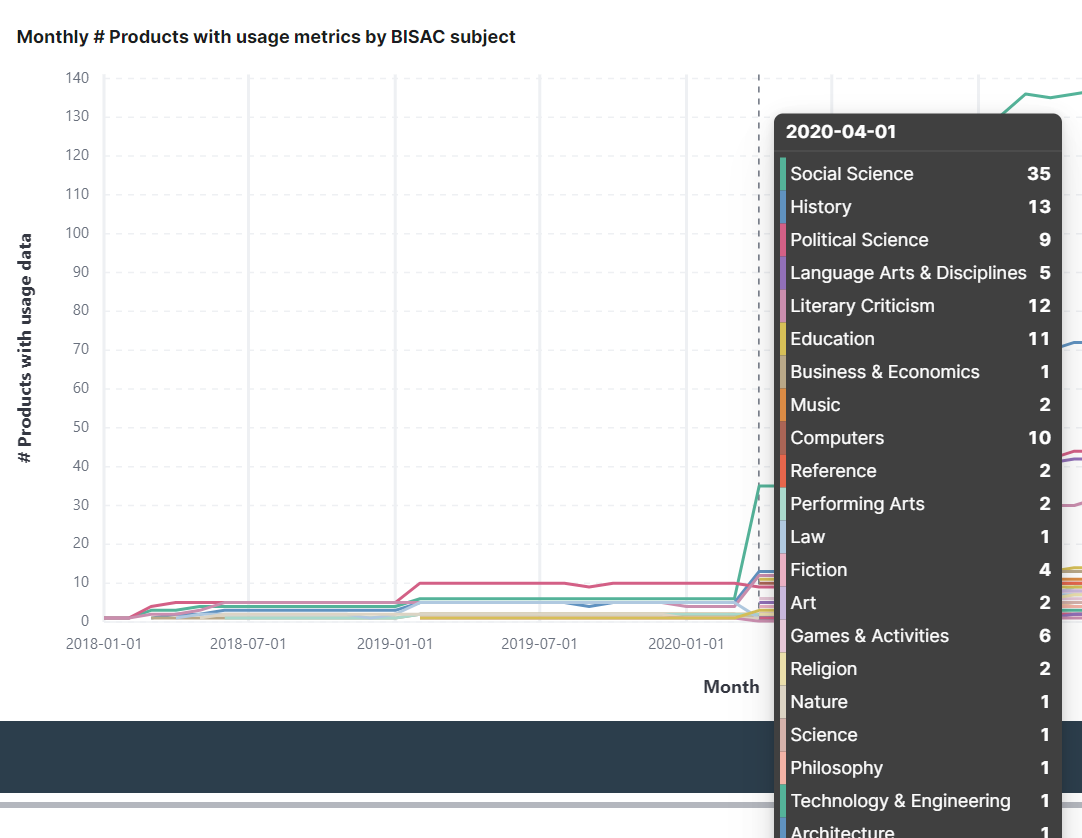 Monthly # Products with usage metrics by BISAC subject
# Products with usage data
140
130
120
110
100
90
80
70
60
50
40
30
20
10
0
2018-01-01 2018-07-01 2019-01-01 2019-07-01 2020-01-01
Month
2020-04-01
Social Science 35
History 13
Political Science 9
Language Arts & Disciplines 5
Literary Criticism 12
Education 11
Business & Economics 1
Music 2
Computers 10
Reference 2
Performing Arts 2
Law 1
Fiction 4
Art 2
Games & Activities 6
Religion 2
Nature 1
Science 1
Philosophy 1
Technology & Engineering 1
Architecture 1